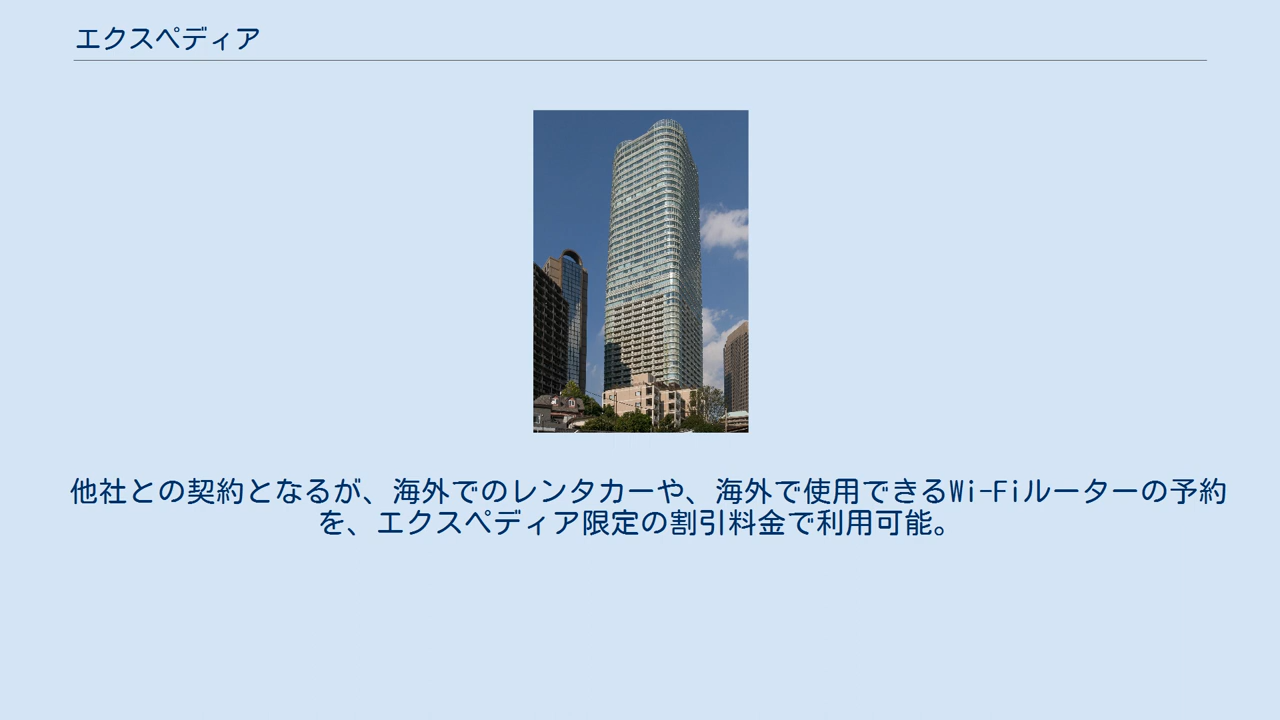 エクスペディア
他社との契約となるが、海外でのレンタカーや、海外で使用できるWi-Fiルーターの予約
を、エクスペディア限定の割引料金で利用可能。